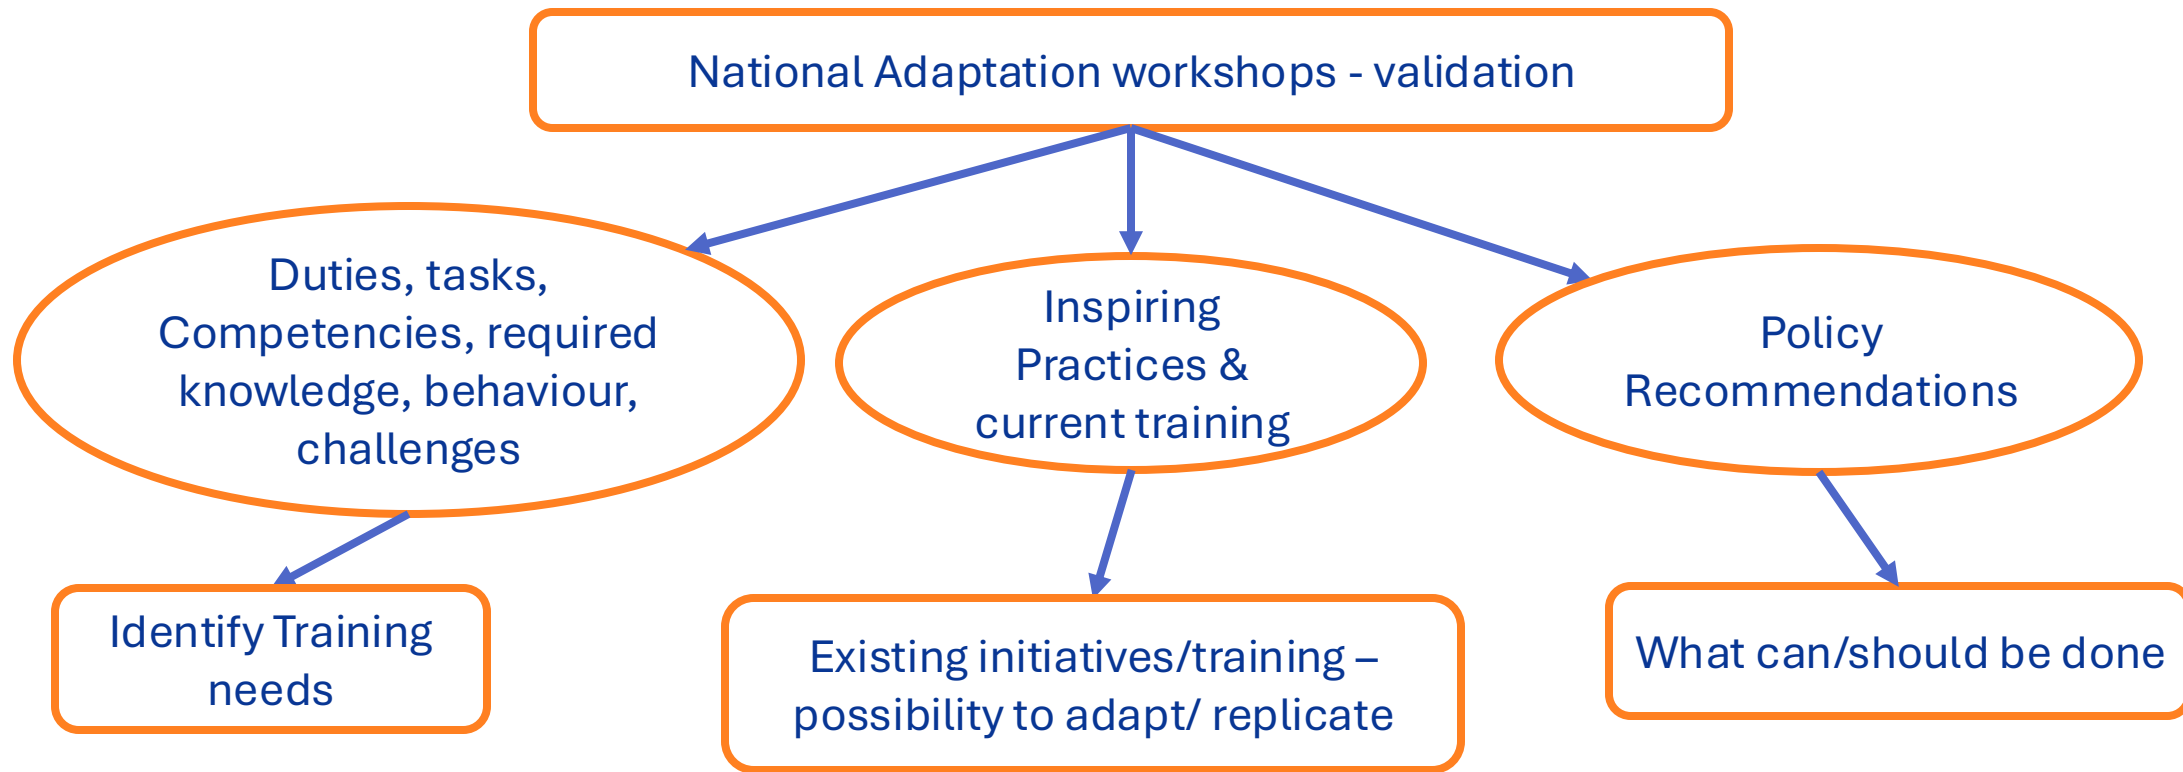 National Adaptation workshops - validation
Duties, tasks,
Competencies, required
knowledge, behaviour,
challenges
Inspiring
Practices &
current training
Policy
Recommendations
Identify Training
needs
Existing initiatives/training –
possibility to adapt/ replicate
What can/should be done